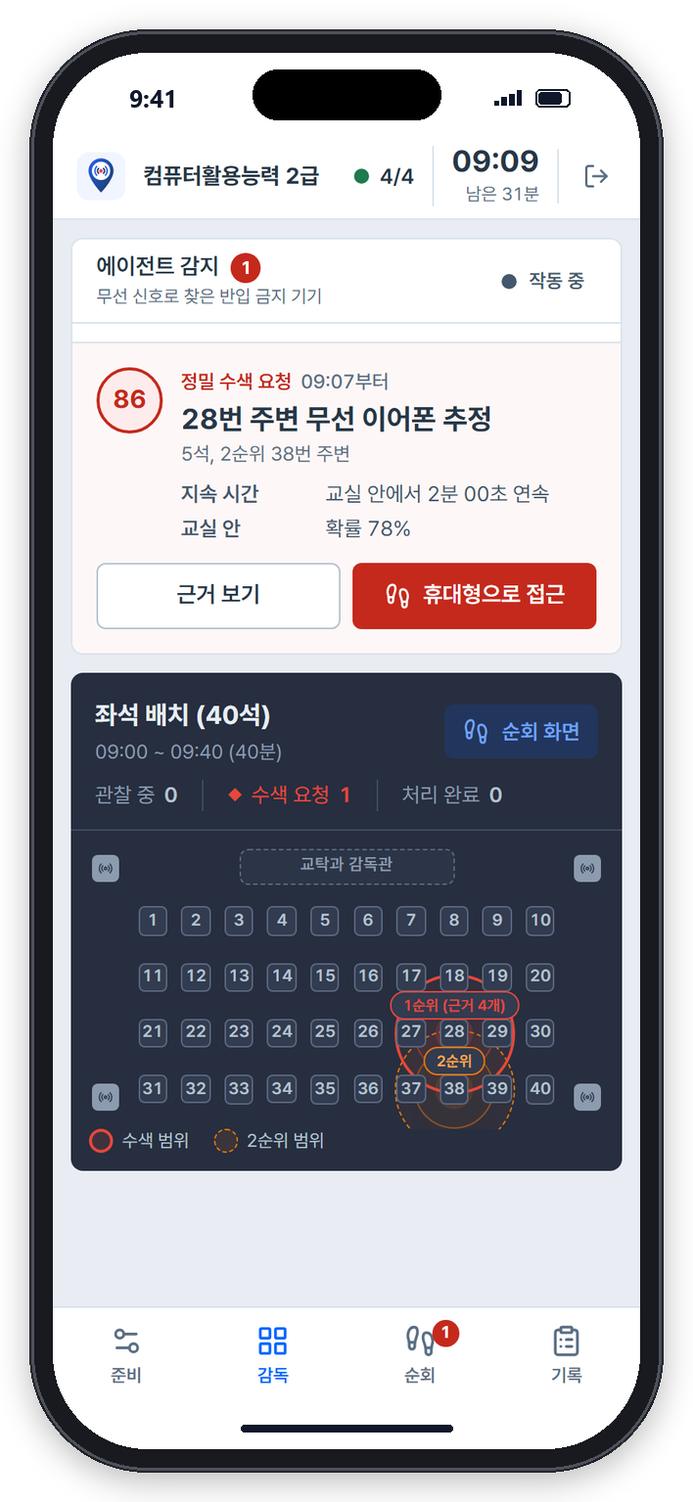 9:41
컴퓨터활용능력 2급
4/4
09:09
남은 31분
에이전트 감지 1
무선 신호로 찾은 반입 금지 기기
작동 중
86
정밀 수색 요청 09:07부터
28번 주변 무선 이어폰 추정
5석, 2순위 38번 주변
지속 시간 교실 안에서 2분 00초 연속
교실 안 확률 78%
근거 보기
휴대형으로 접근
좌석 배치 (40석)
09:00 ~ 09:40 (40분)
순회 화면
관찰 중 0
수색 요청 1
처리 완료 0
교탁과 감독관
1 2 3 4 5 6 7 8 9 10
11 12 13 14 15 16 17 18 19 20
1순위 (근거 4개)
21 22 23 24 25 26 27 28 29 30
2순위
31 32 33 34 35 36 37 38 39 40
수색 범위
2순위 범위
준비
감독
순회 1
기록